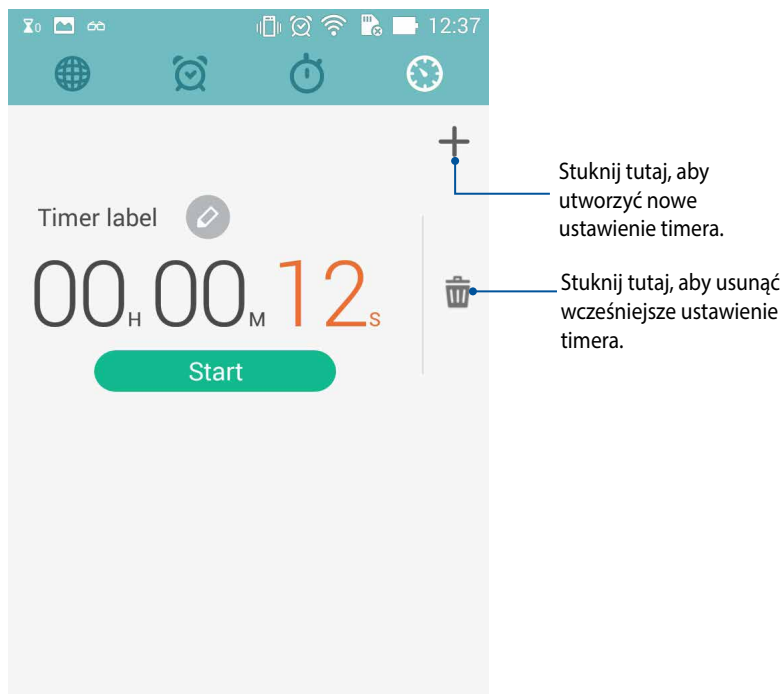 0 12:37
Stuknij tutaj, aby
utworzyć nowe
ustawienie timera.
Timer label
Stuknij tutaj, aby usunąć
wcześniejsze ustawienie
timera.
00H 00M 12S
Start